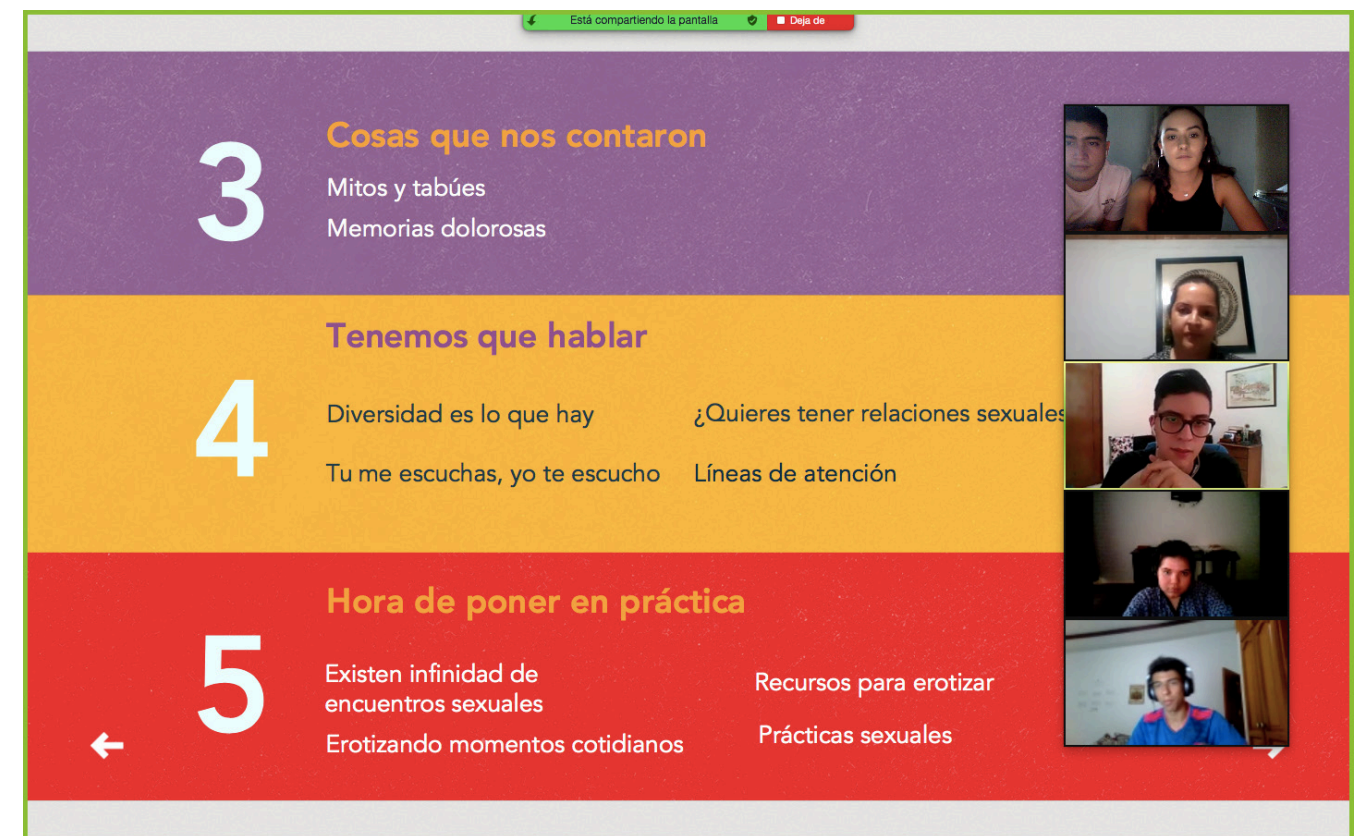 Está compartiendo la pantalla
Deja de
3
Cosas que nos contaron
Mitos y tabúes
Memorias dolorosas
4
Tenemos que hablar
Diversidad es lo que hay
¿Quieres tener relaciones sexuales
Tu me escuchas, yo te escucho
Líneas de atención
5
Hora de poner en práctica
Existen infinidad de
encuentros sexuales
Erotizando momentos cotidianos
Recursos para erotizar
Prácticas sexuales